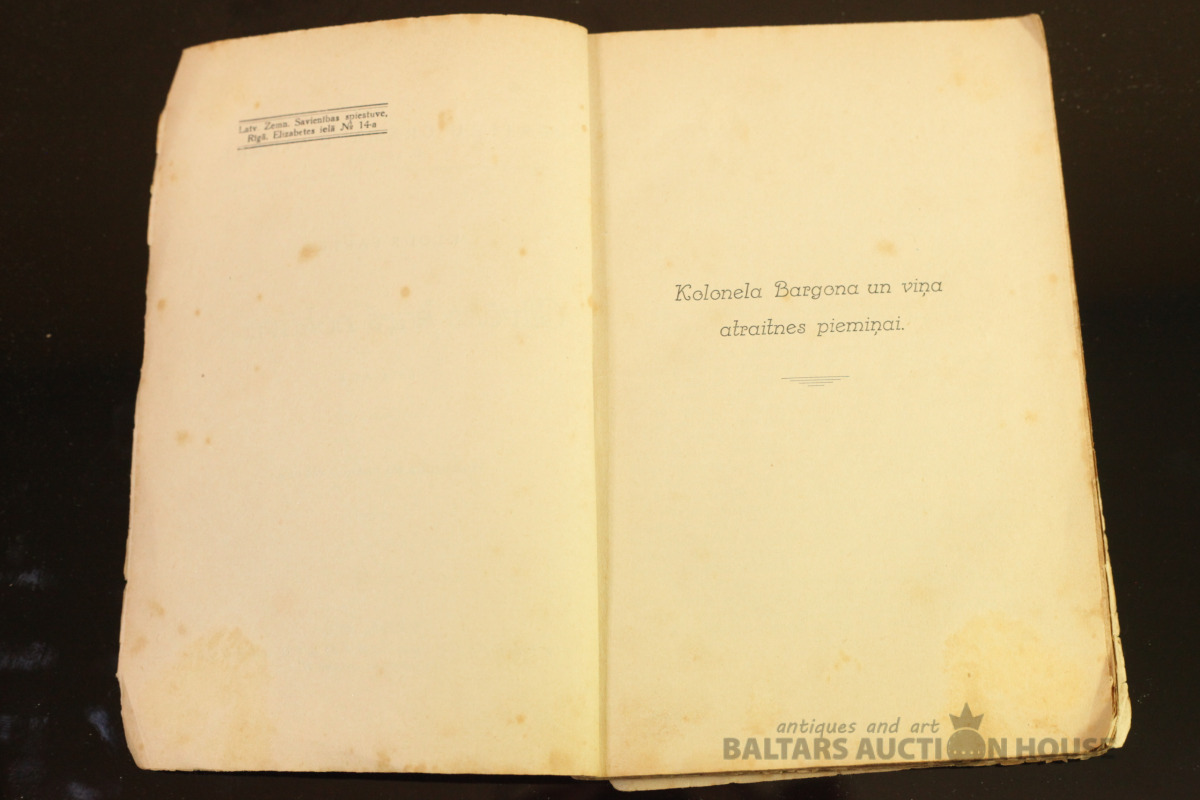 Latv Zemn. Savienības spiestuve,
Rīgā, Elizabetes ielā № 14-a
Kolonela Bargona un viņa
atraitnes piemiņai.
antiques and art
BALTARS AUCTION HOUSE